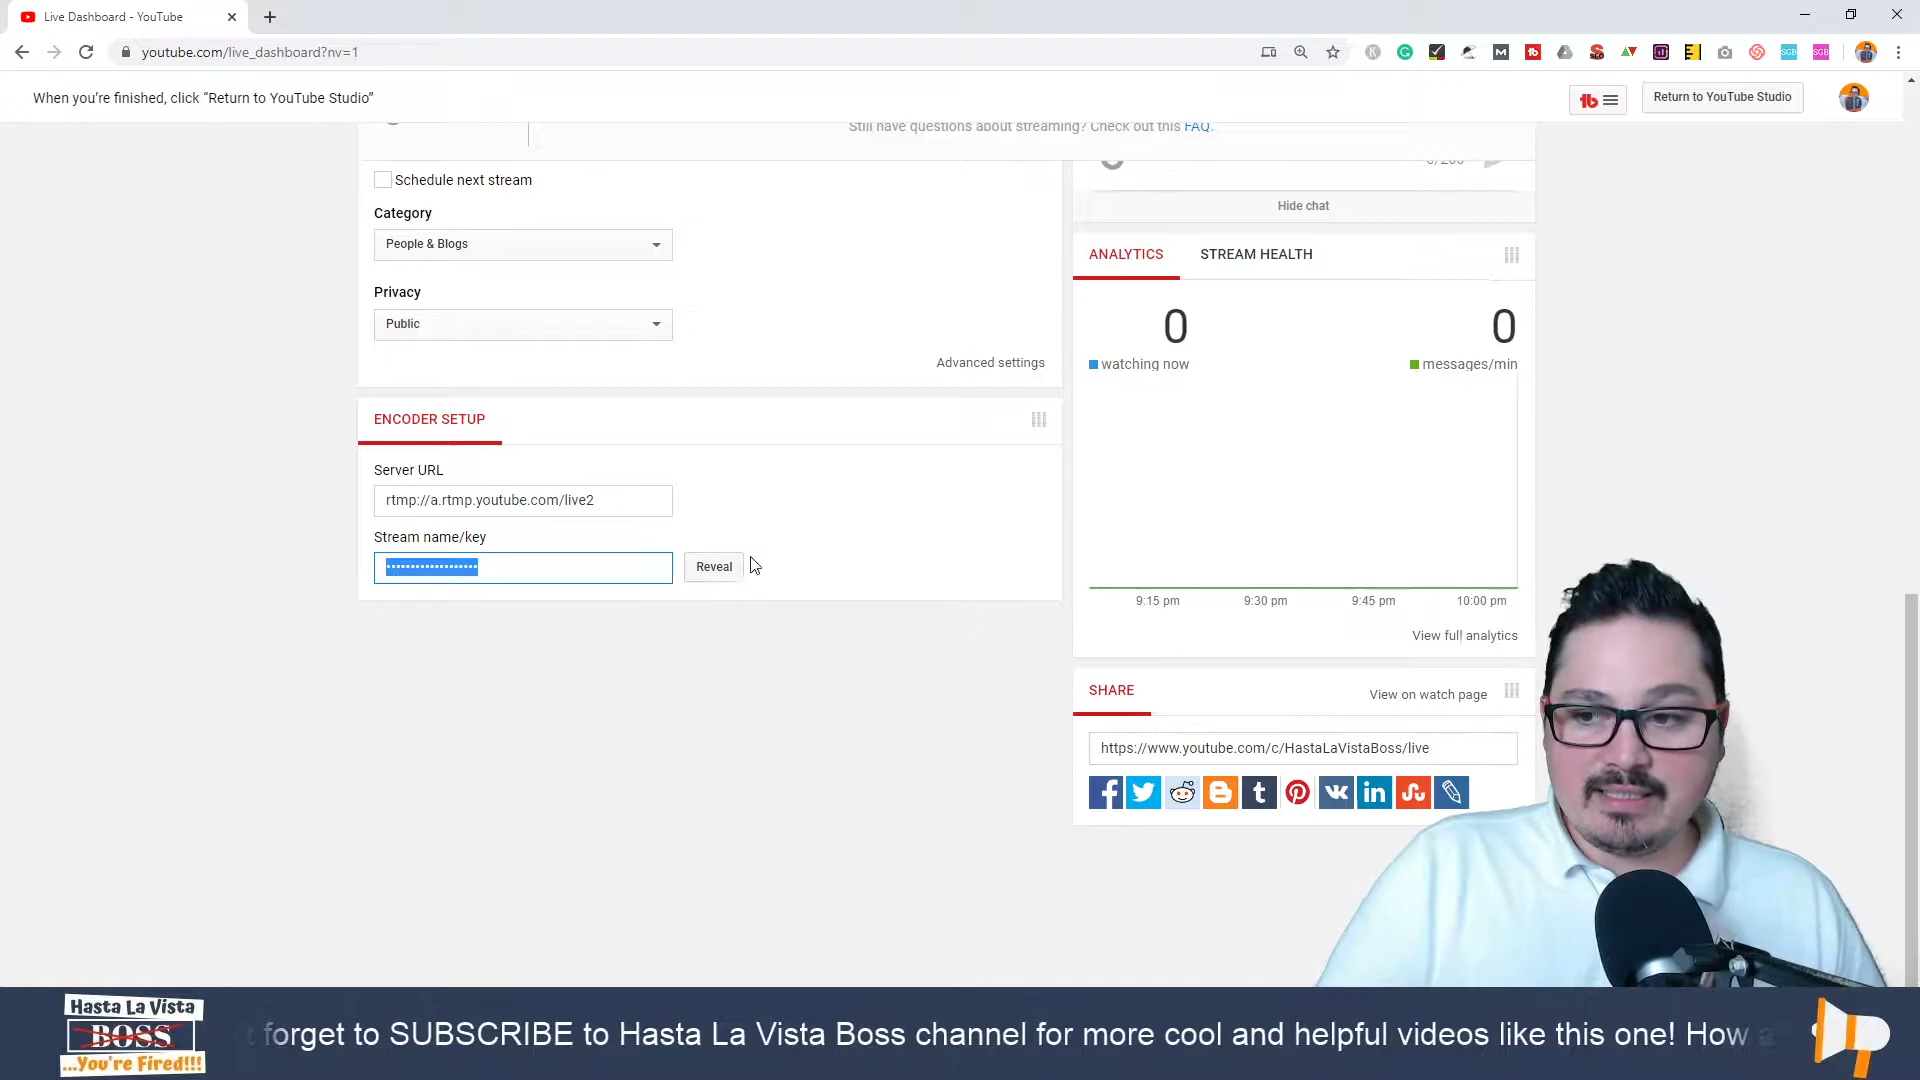 Live Dashboard - YouTube
youtube.com/live_dashboard?nv=1
When you're finished, click “Return to YouTube Studio”
Return to YouTube Studio
Still have questions about streaming? Check out this FAQ.
Schedule next stream
Category
People & Blogs
Privacy
Public
Advanced settings
ENCODER SETUP
Server URL
rtmp://a.rtmp.youtube.com/live2
Stream name/key
Reveal
Hide chat
ANALYTICS STREAM HEALTH
0 0
watching now messages/min
9:15 pm 9:30 pm 9:45 pm 10:00 pm
View full analytics
SHARE View on watch page
https://www.youtube.com/c/HastaLaVistaBoss/live
Hasta La Vista
BOSS
...You're Fired!!!
forget to SUBSCRIBE to Hasta La Vista Boss channel for more cool and helpful videos like this one! How